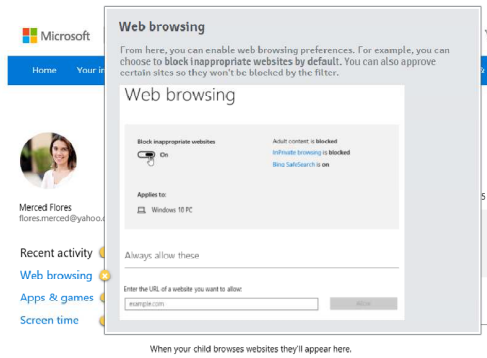 Microsoft
Web browsing
From here, you can enable web browsing preferences. For example, you can
choose to block inappropriate websites by default. You can also approve
certain sites so they won't be blocked by the filter.
Home
Web browsing
Block inappropriate websites
On
Adult content is blocked
InPrivate browsing is blocked
Bing SafeSearch is on
Applies to:
Windows 10 PC
Merced Flores
Recent activity
Web browsing
Apps & games
Screen time
Always allow these
Enter the URL of a website you want to allow:
example.com
Allow
When your child browses websites they'll appear here.